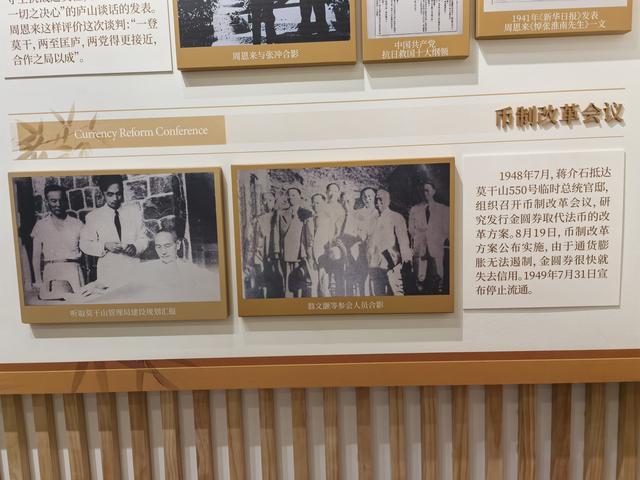 一切之决心”的庐山谈话的发表。
周恩来这样评价这次谈判：“一登
莫干，两至匡庐，两党得更接近，
合作之局以成”。
周恩来与张冲合影
中国共产党
抗日救国十大纲领
1941年《新华日报》发表
周恩来《悼张淮南先生》一文
Currency Reform Conference
币制改革会议
听取莫干山管理局建设规划汇报
翁文灏等参会人员合影
1948年7月，蒋介石抵达
莫干山550号临时总统官邸，
组织召开币制改革会议，研
究发行金圆券取代法币的改
革方案。8月19日，币制改革
方案公布实施，由于通货膨
胀无法遏制，金圆券很快就
失去信用。1949年7月31日宣
布停止流通。